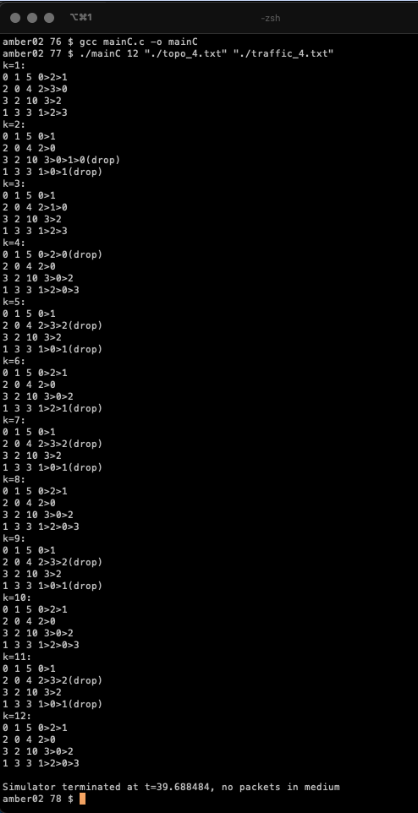 ⌥⌘1
-zsh
amber02 76 $ gcc mainC.c -o mainC
amber02 77 $ ./mainC 12 "./topo_4.txt" "./traffic_4.txt"
k=1:
0 1 5 0>2>1
2 0 4 2>3>0
3 2 10 3>2
1 3 3 1>2>3
k=2:
0 1 5 0>1
2 0 4 2>0
3 2 10 3>0>1>0(drop)
1 3 3 1>0>1(drop)
k=3:
0 1 5 0>1
2 0 4 2>1>0
3 2 10 3>2
1 3 3 1>2>3
k=4:
0 1 5 0>2>0(drop)
2 0 4 2>0
3 2 10 3>0>2
1 3 3 1>2>0>3
k=5:
0 1 5 0>1
2 0 4 2>3>2(drop)
3 2 10 3>2
1 3 3 1>0>1(drop)
k=6:
0 1 5 0>2>1
2 0 4 2>0
3 2 10 3>0>2
1 3 3 1>2>1(drop)
k=7:
0 1 5 0>1
2 0 4 2>3>2(drop)
3 2 10 3>2
1 3 3 1>0>1(drop)
k=8:
0 1 5 0>2>1
2 0 4 2>0
3 2 10 3>0>2
1 3 3 1>2>0>3
k=9:
0 1 5 0>1
2 0 4 2>3>2(drop)
3 2 10 3>2
1 3 3 1>0>1(drop)
k=10:
0 1 5 0>2>1
2 0 4 2>0
3 2 10 3>0>2
1 3 3 1>2>0>3
k=11:
0 1 5 0>1
2 0 4 2>3>2(drop)
3 2 10 3>2
1 3 3 1>0>1(drop)
k=12:
0 1 5 0>2>1
2 0 4 2>0
3 2 10 3>0>2
1 3 3 1>2>0>3
Simulator terminated at t=39.688484, no packets in medium
amber02 78 $